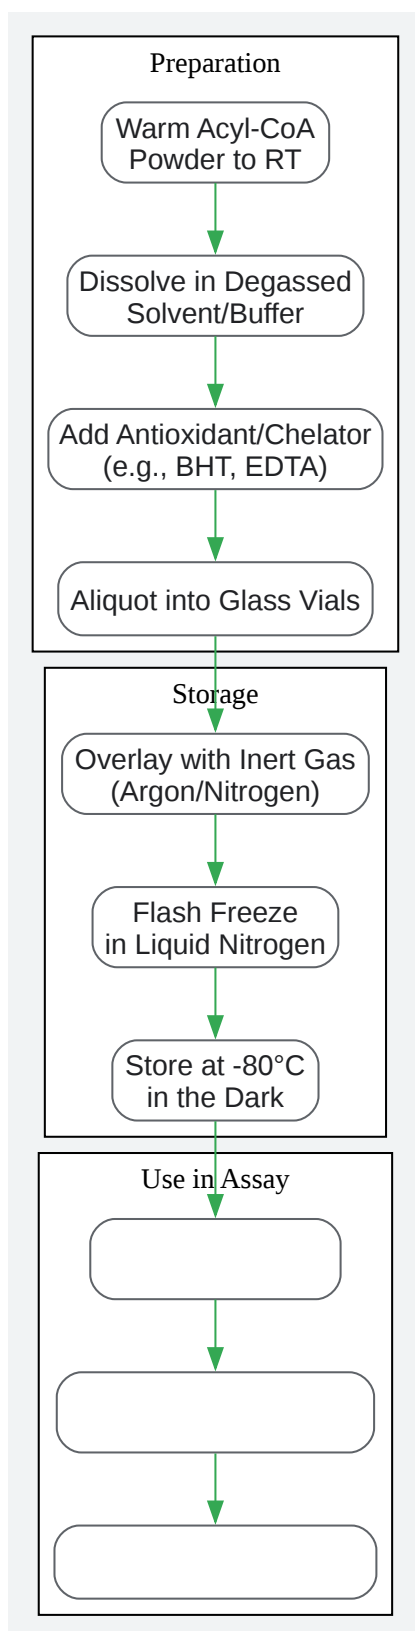 Preparation
Warm Acyl-CoA
Powder to RT
Dissolve in Degassed
Solvent/Buffer
Add Antioxidant/Chelator
(e.g., BHT, EDTA)
Aliquot into Glass Vials
Storage
Overlay with Inert Gas
(Argon/Nitrogen)
Flash Freeze
in Liquid Nitrogen
Store at -80°C
in the Dark
Use in Assay